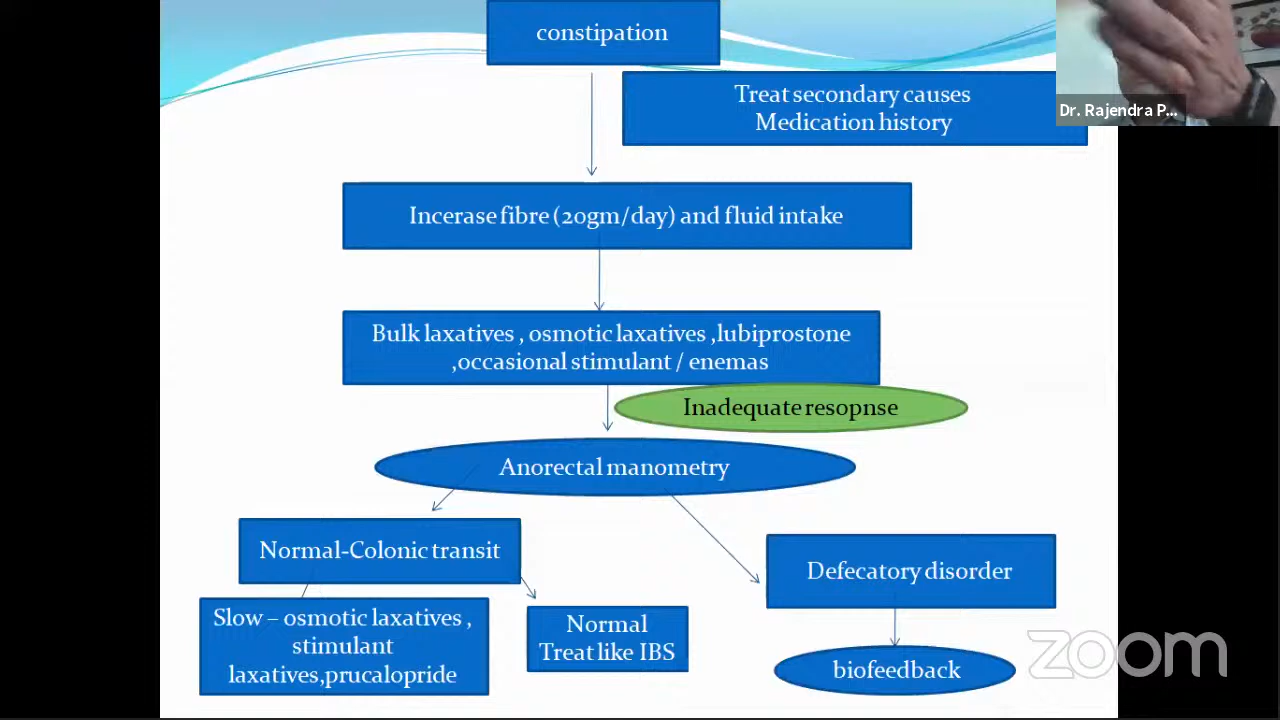 constipation
Treat secondary causes
Medication history
Dr. Rajendra P...
Incerase fibre (20gm/day) and fluid intake
Bulk laxatives , osmotic laxatives ,lubiprostone
,occasional stimulant / enemas
Inadequate resopnse
Anorectal manometry
Normal-Colonic transit
Defecatory disorder
Slow – osmotic laxatives ,
stimulant
laxatives,prucalopride
Normal
Treat like IBS
biofeedback
zoom